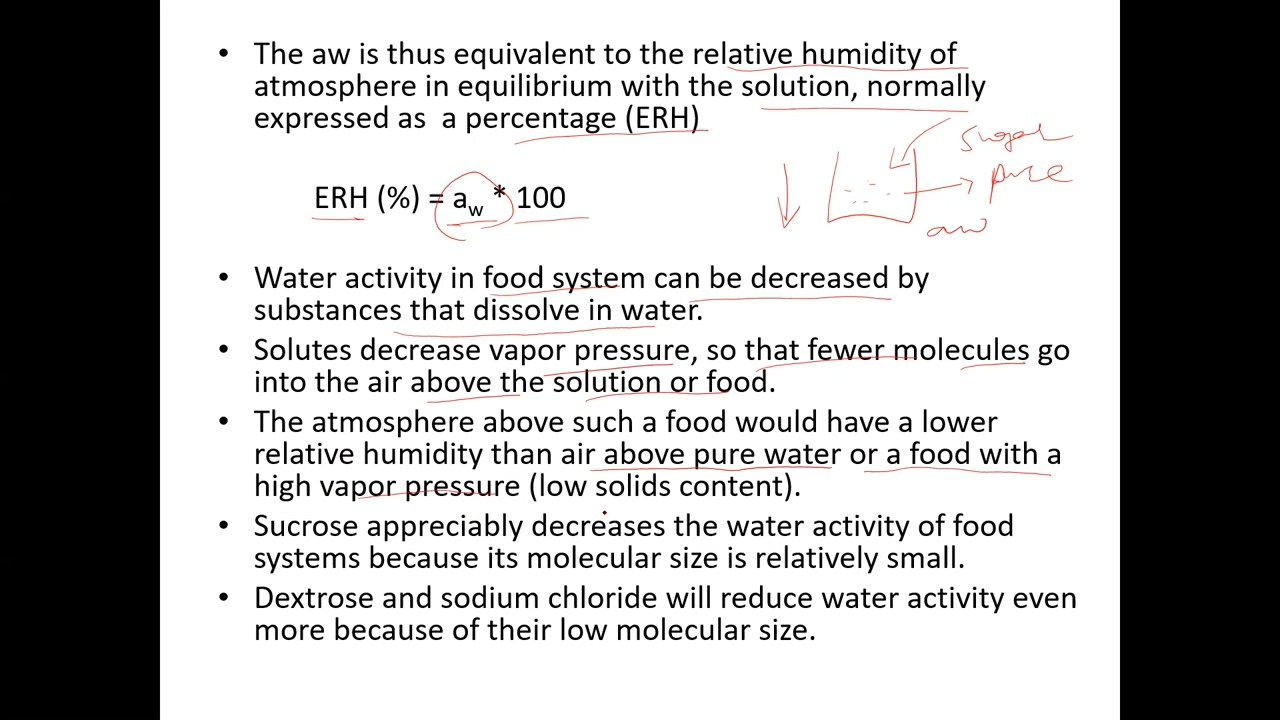 • The aw is thus equivalent to the relative humidity of
atmosphere in equilibrium with the solution, normally
expressed as a percentage (ERH)
sugar
pure
ERH (%) = aw * 100
aw
• Water activity in food system can be decreased by
substances that dissolve in water.
• Solutes decrease vapor pressure, so that fewer molecules go
into the air above the solution or food.
• The atmosphere above such a food would have a lower
relative humidity than air above pure water or a food with a
high vapor pressure (low solids content).
• Sucrose appreciably decreases the water activity of food
systems because its molecular size is relatively small.
• Dextrose and sodium chloride will reduce water activity even
more because of their low molecular size.